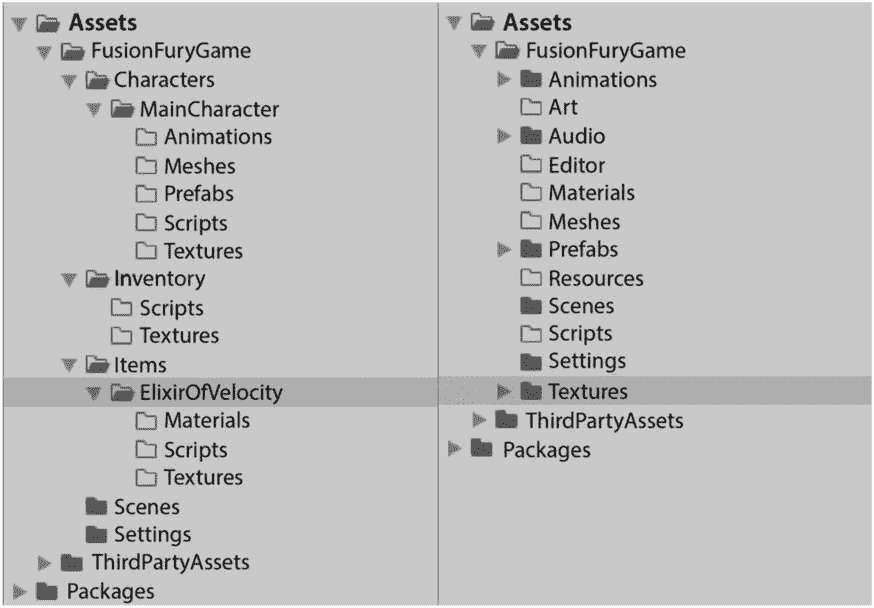 Assets
FusionFuryGame
Characters
MainCharacter
Animations
Meshes
Prefabs
Scripts
Textures
Inventory
Scripts
Textures
Items
ElixirOfVelocity
Materials
Scripts
Textures
Scenes
Settings
ThirdPartyAssets
Packages
Assets
FusionFuryGame
Animations
Art
Audio
Editor
Materials
Meshes
Prefabs
Resources
Scenes
Scripts
Settings
Textures
ThirdPartyAssets
Packages